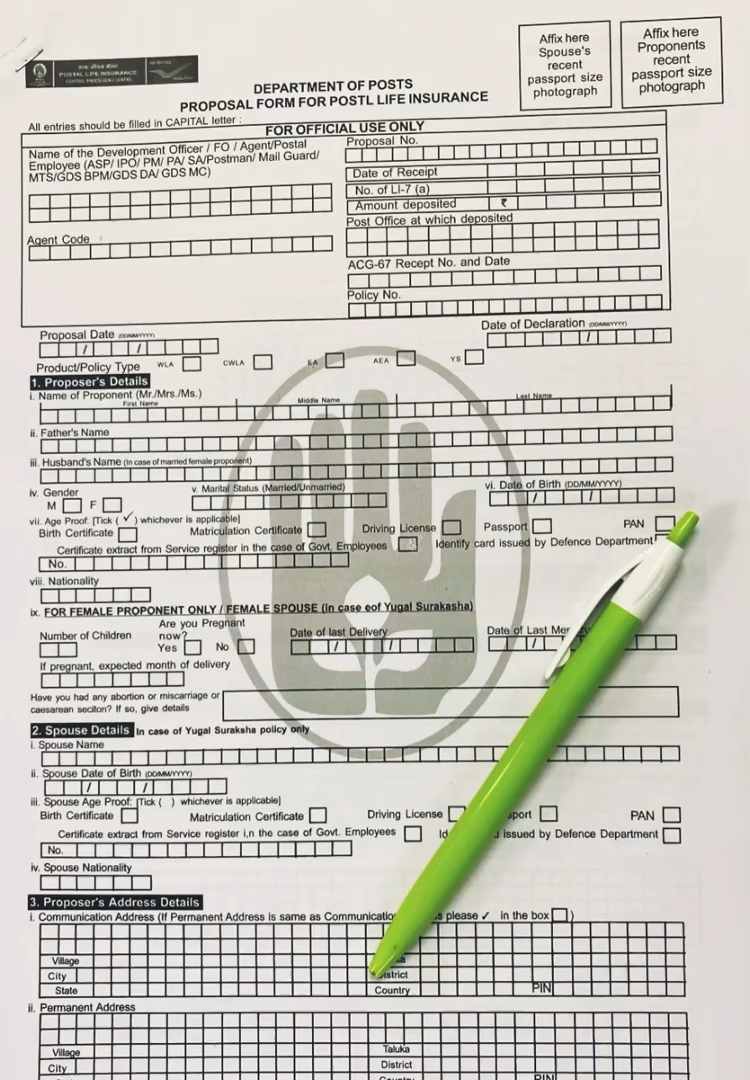 डाक जीवन बीमा
POSTAL LIFE INSURANCE
Affix here
Spouse's
recent
passport size
photograph
Affix here
Proponents
recent
passport size
photograph
DEPARTMENT OF POSTS
PROPOSAL FORM FOR POSTL LIFE INSURANCE
All entries should be filled in CAPITAL letter :
FOR OFFICIAL USE ONLY
Name of the Development Officer / FO / Agent/Postal
Employee (ASP/ IPO/ PM/ PA/ SA/Postman/ Mail Guard/
MTS/GDS BPM/GDS DA/ GDS MC)
Agent Code
Proposal No.
Date of Receipt
No. of LI-7 (a)
Amount deposited ₹
Post Office at which deposited
ACG-67 Recept No. and Date
Policy No.
Proposal Date (DD/MM/YYYY)
/ /
Date of Declaration (DD/MM/YYYY)
/
Product/Policy Type WLA CWLA EA AEA YS
1. Proposer's Details
i. Name of Proponent (Mr./Mrs./Ms.)
First Name Middle Name Last Name
ii. Father's Name
iii. Husband's Name (In case of married female proponent)
iv. Gender
M F
v. Marital Status (Married/Unmarried)
vi. Date of Birth (DD/MM/YYYY)
/ /
vii. Age Proof: [Tick ( ✓ ) whichever is applicable]
Birth Certificate Matriculation Certificate Driving License Passport PAN
Certificate extract from Service register in the case of Govt. Employees Identify card issued by Defence Department
No.
viii. Nationality
ix. FOR FEMALE PROPONENT ONLY / FEMALE SPOUSE (In case eof Yugal Surakasha)
Number of Children
Are you Pregnant
now?
Yes No
Date of last Delivery
/ /
Date of Last
/
If pregnant, expected month of delivery
Have you had any abortion or miscarriage or
caesarean seciton? If so, give details
2. Spouse Details In case of Yugal Suraksha policy only
i. Spouse Name
ii. Spouse Date of Birth (DD/MM/YYYY)
/ /
iii. Spouse Age Proof: [Tick ( ) whichever is applicable]
Birth Certificate Matriculation Certificate Driving License PAN
Certificate extract from Service register i,n the case of Govt. Employees issued by Defence Department
No.
iv. Spouse Nationality
3. Proposer's Address Details
i. Communication Address (If Permanent Address is same as please ✓ in the box )
Village
City District
State Country PIN
ii. Permanent Address
Village Taluka
City District
Country PIN